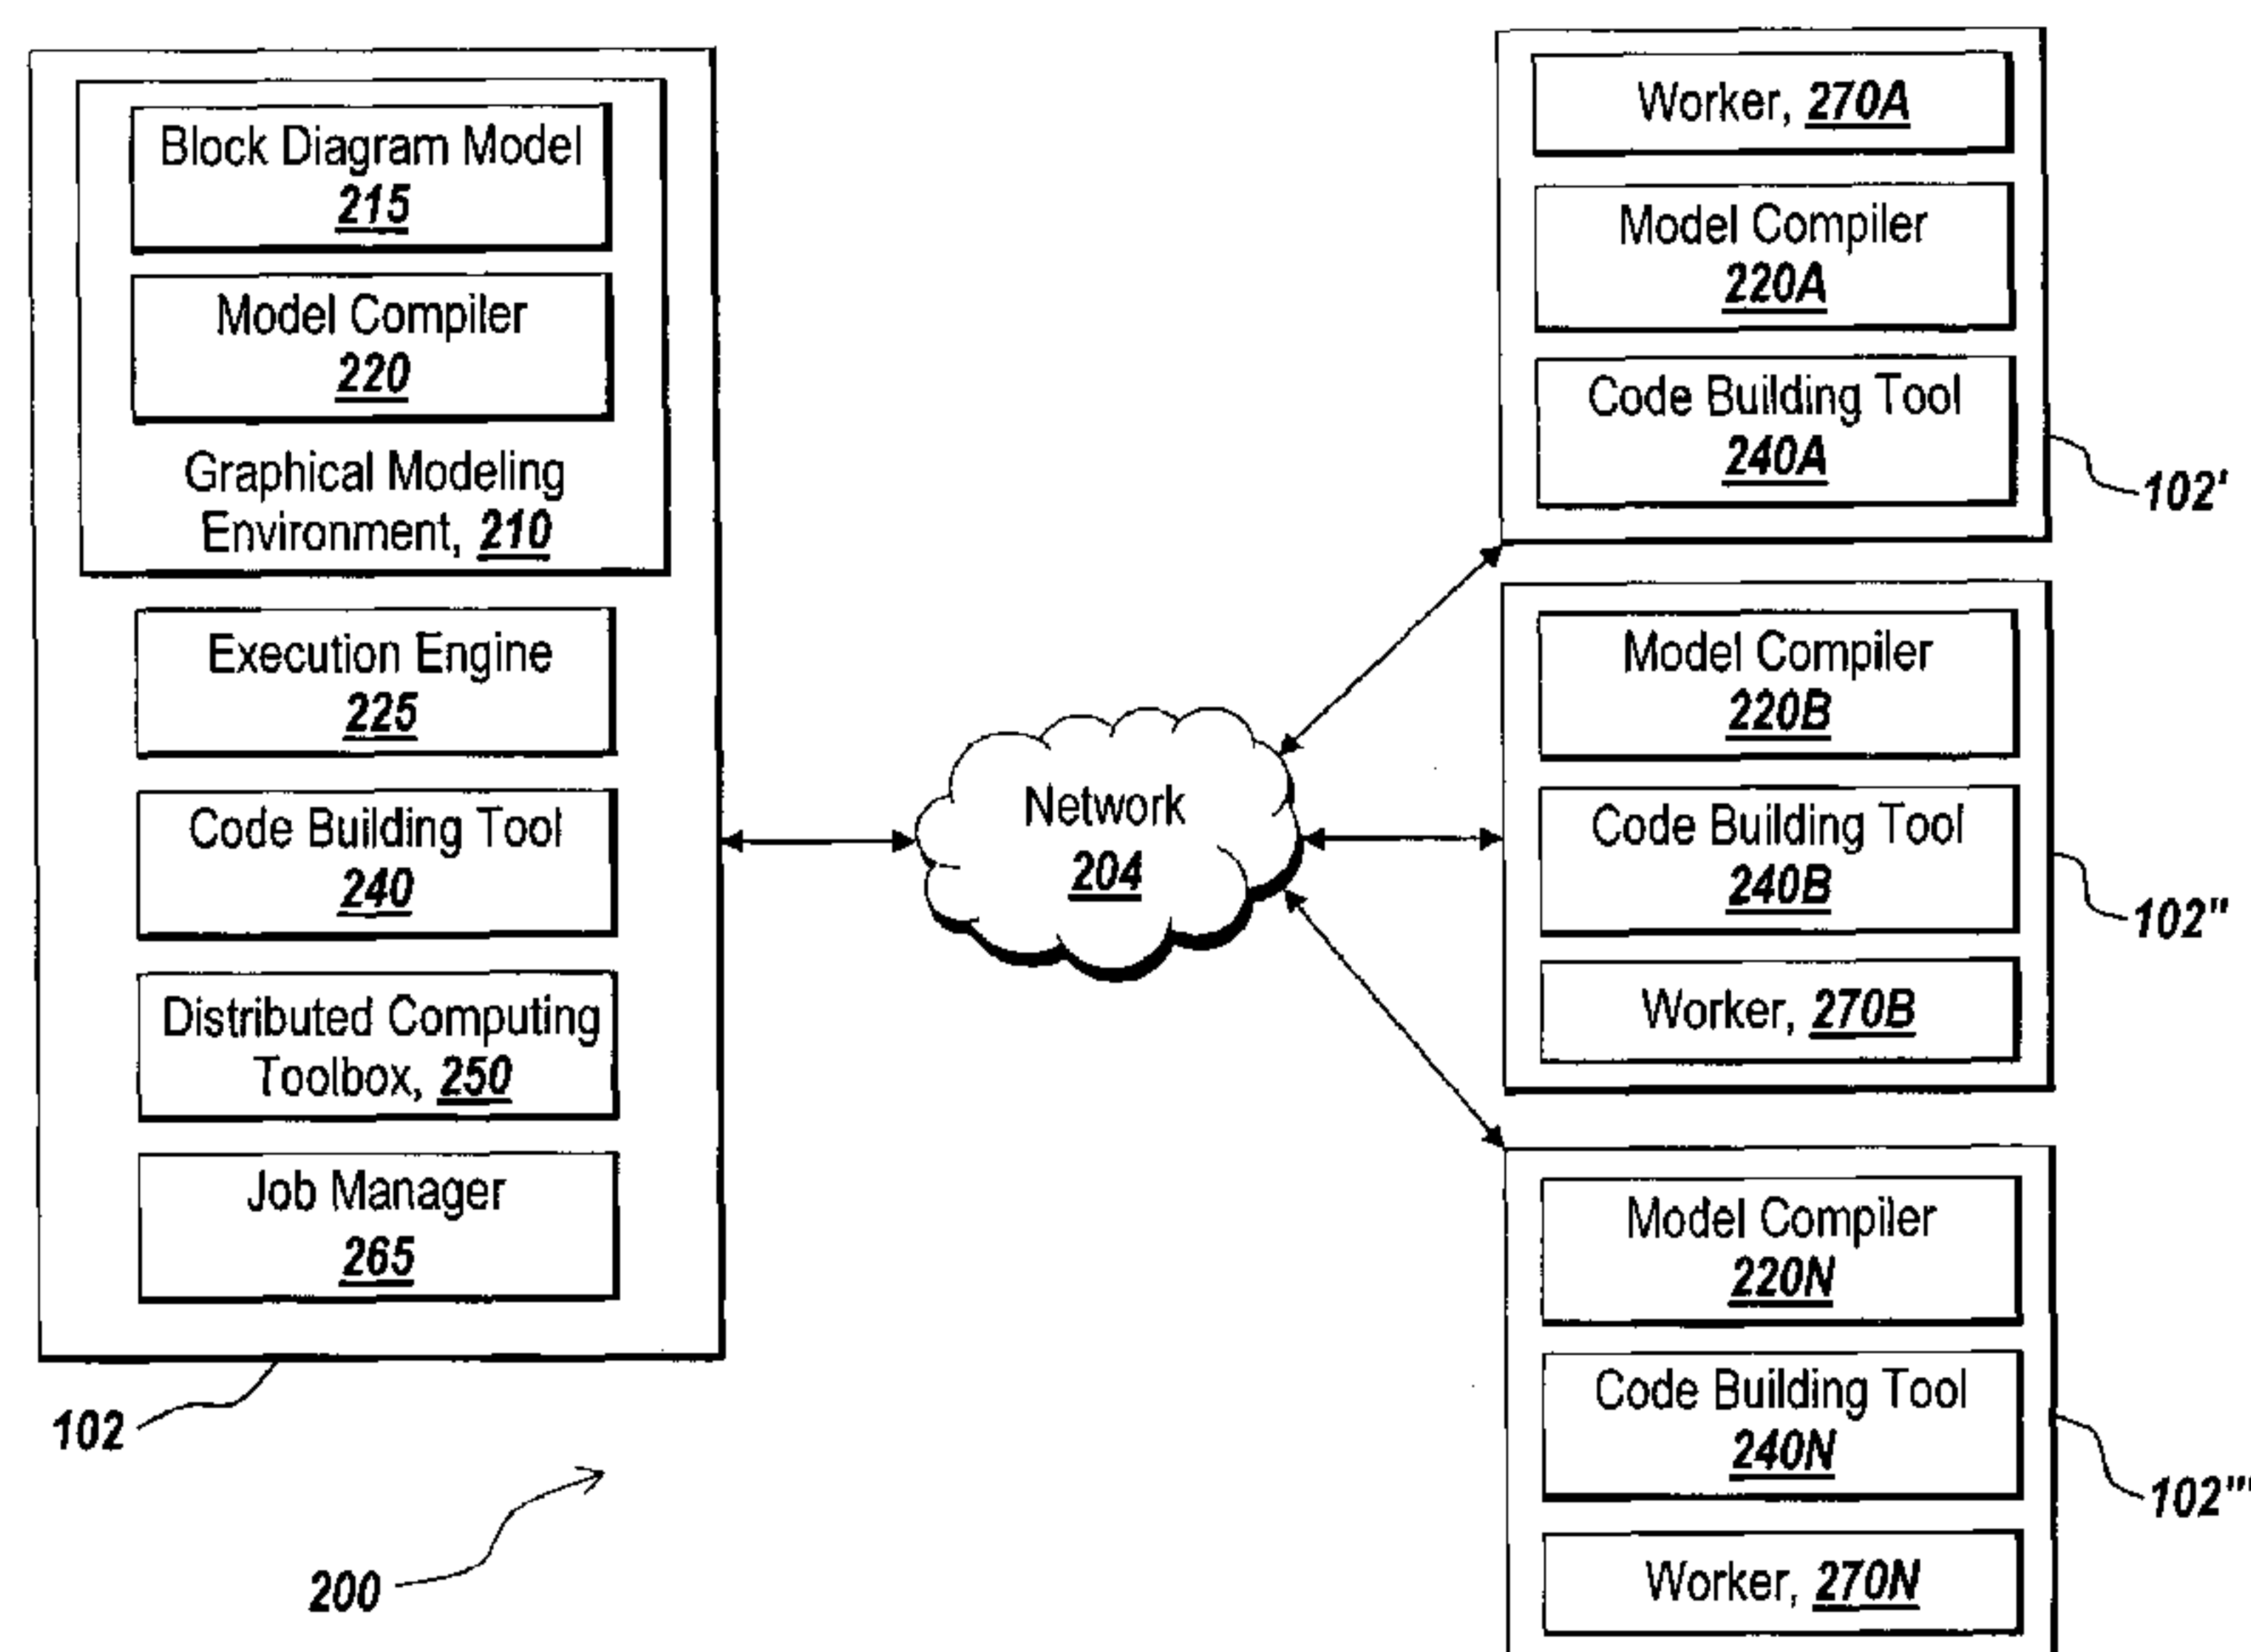 Block Diagram Model
215
Model Compiler
220
Graphical Modeling
Environment, 210
Execution Engine
225
Code Building Tool
240
Distributed Computing
Toolbox, 250
Job Manager
265
102
200
Network
204
Worker, 270A
Model Compiler
220A
Code Building Tool
240A
102'
Model Compiler
220B
Code Building Tool
240B
Worker, 270B
102"
Model Compiler
220N
Code Building Tool
240N
Worker, 270N
102"'